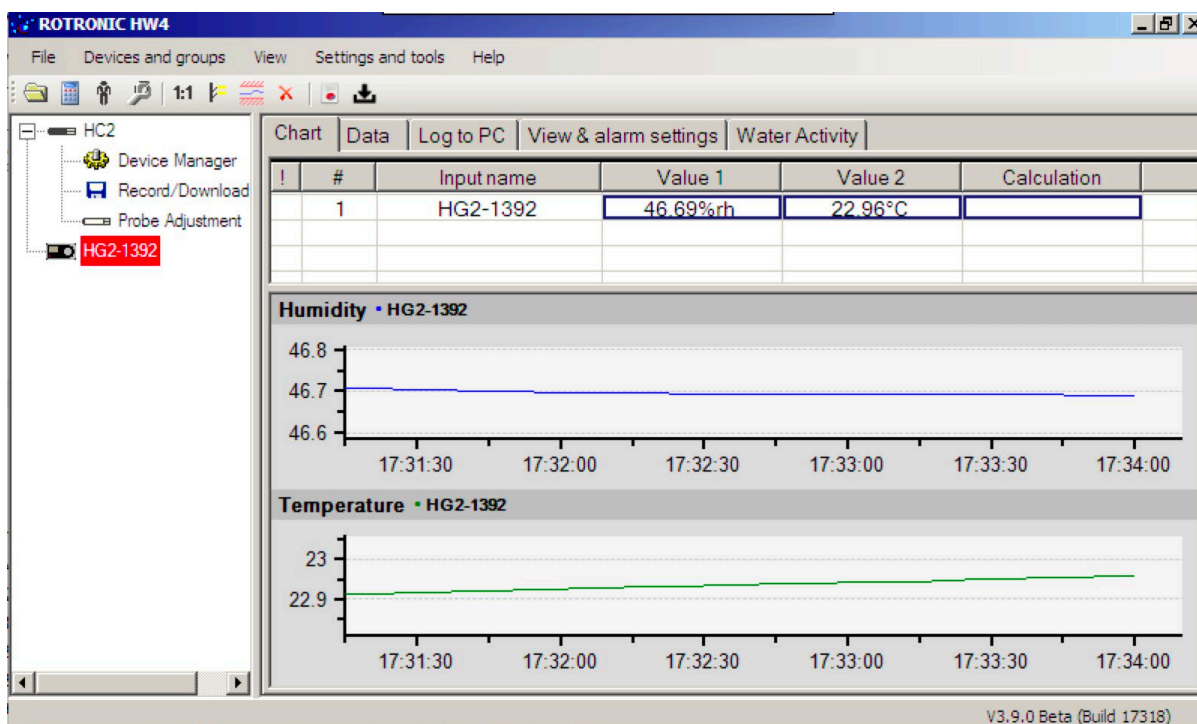 ROTRONIC HW4
File Devices and groups View Settings and tools Help
1:1
HC2
Device Manager
Record/Download
Probe Adjustment
HG2-1392
Chart Data Log to PC View & alarm settings Water Activity
! # Input name Value 1 Value 2 Calculation
1 HG2-1392 46.69%rh 22.96°C
Humidity • HG2-1392
46.8
46.7
46.6
17:31:30 17:32:00 17:32:30 17:33:00 17:33:30 17:34:00
Temperature • HG2-1392
23
22.9
17:31:30 17:32:00 17:32:30 17:33:00 17:33:30 17:34:00
V3.9.0 Beta (Build 17318)